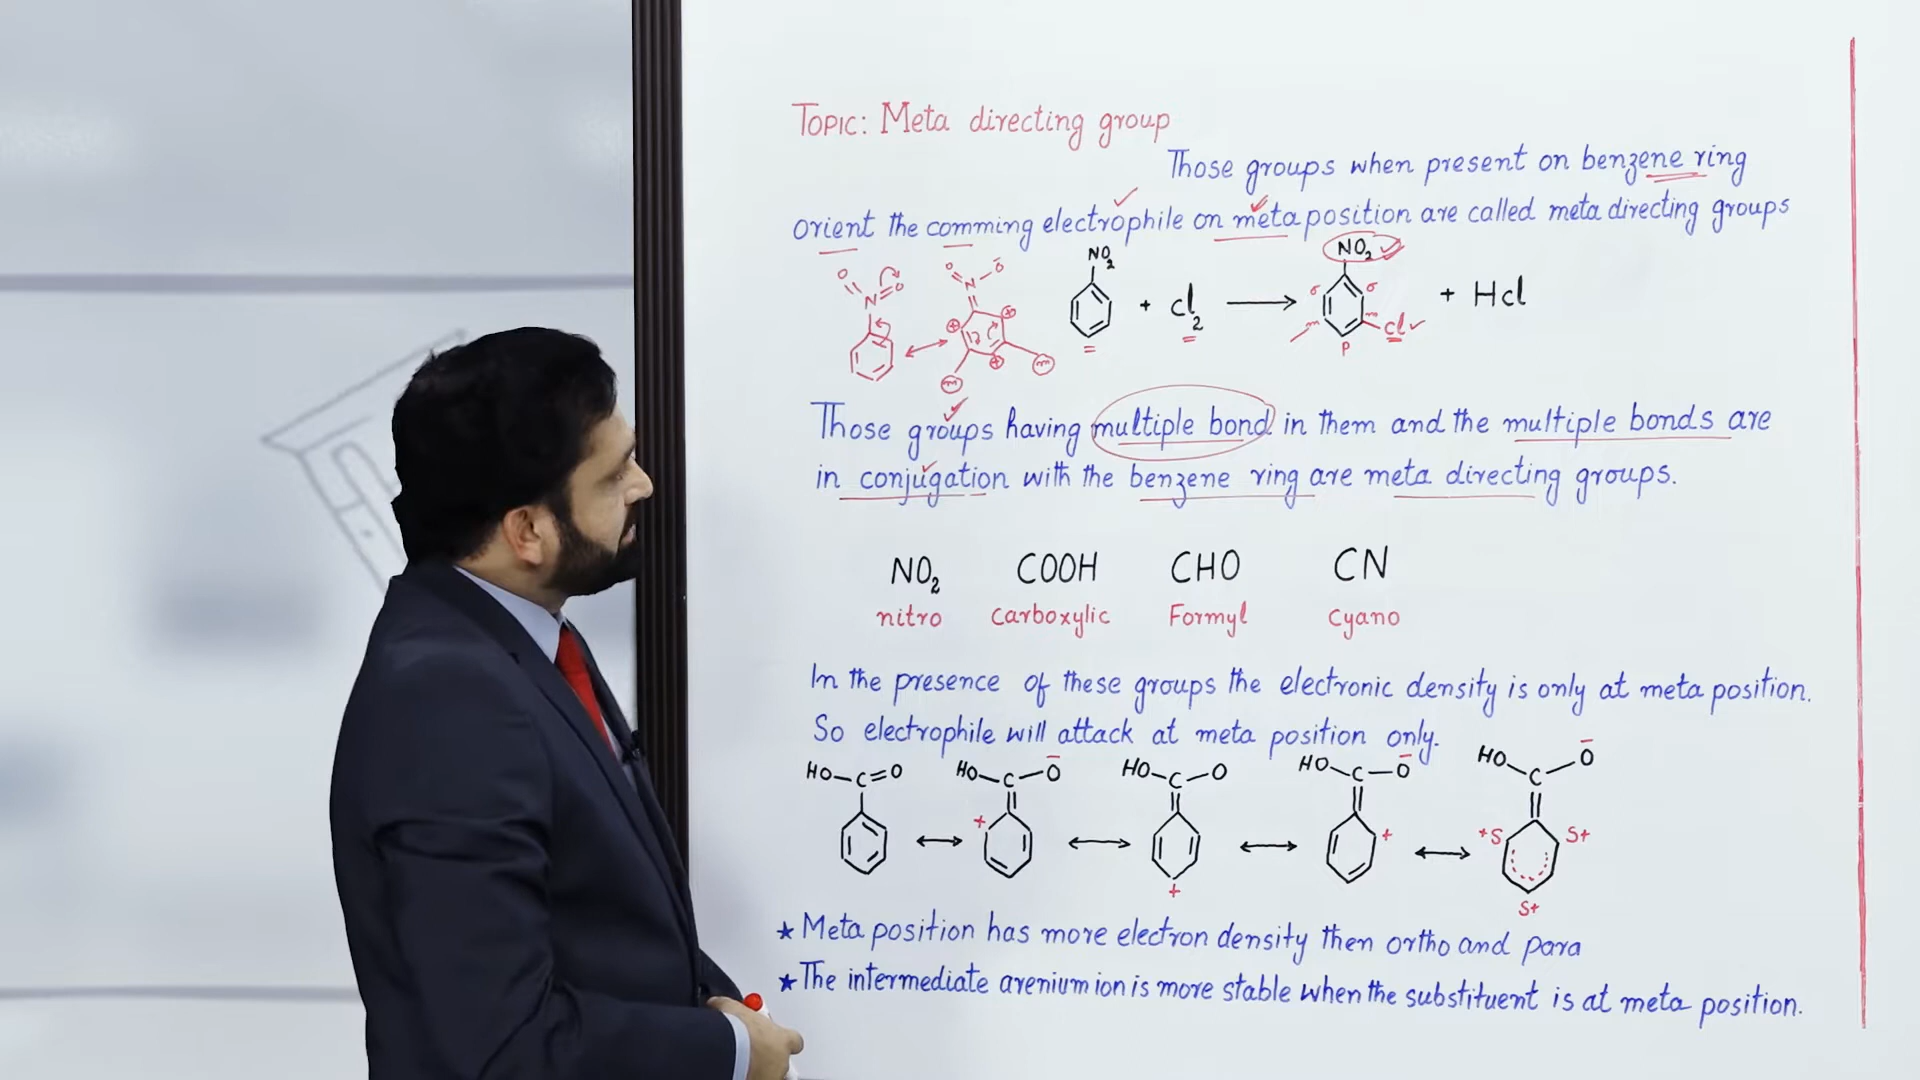 TOPIC: Meta directing group
Those groups when present on benzene ring
orient the comming electrophile on meta position are called meta directing groups
O O N O O N ⊕ ⊕ ⊕ m m
NO2 + Cl2 ⟶ NO2 σ σ m m Cl P + HCl
Those groups having multiple bond in them and the multiple bonds are
in conjugation with the benzene ring are meta directing groups.
NO2 COOH CHO CN
nitro Carboxylic Formyl Cyano
In the presence of these groups the electronic density is only at meta position.
So electrophile will attack at meta position only.
HO–C=O ↔ HO–C–O⁻ + ↔ HO–C–O + ↔ HO–C–O⁻ + ↔ HO–C–O⁻ +S S+ S+
★ Meta position has more electron density then ortho and para
★ The intermediate arenium ion is more stable when the substituent is at meta position.